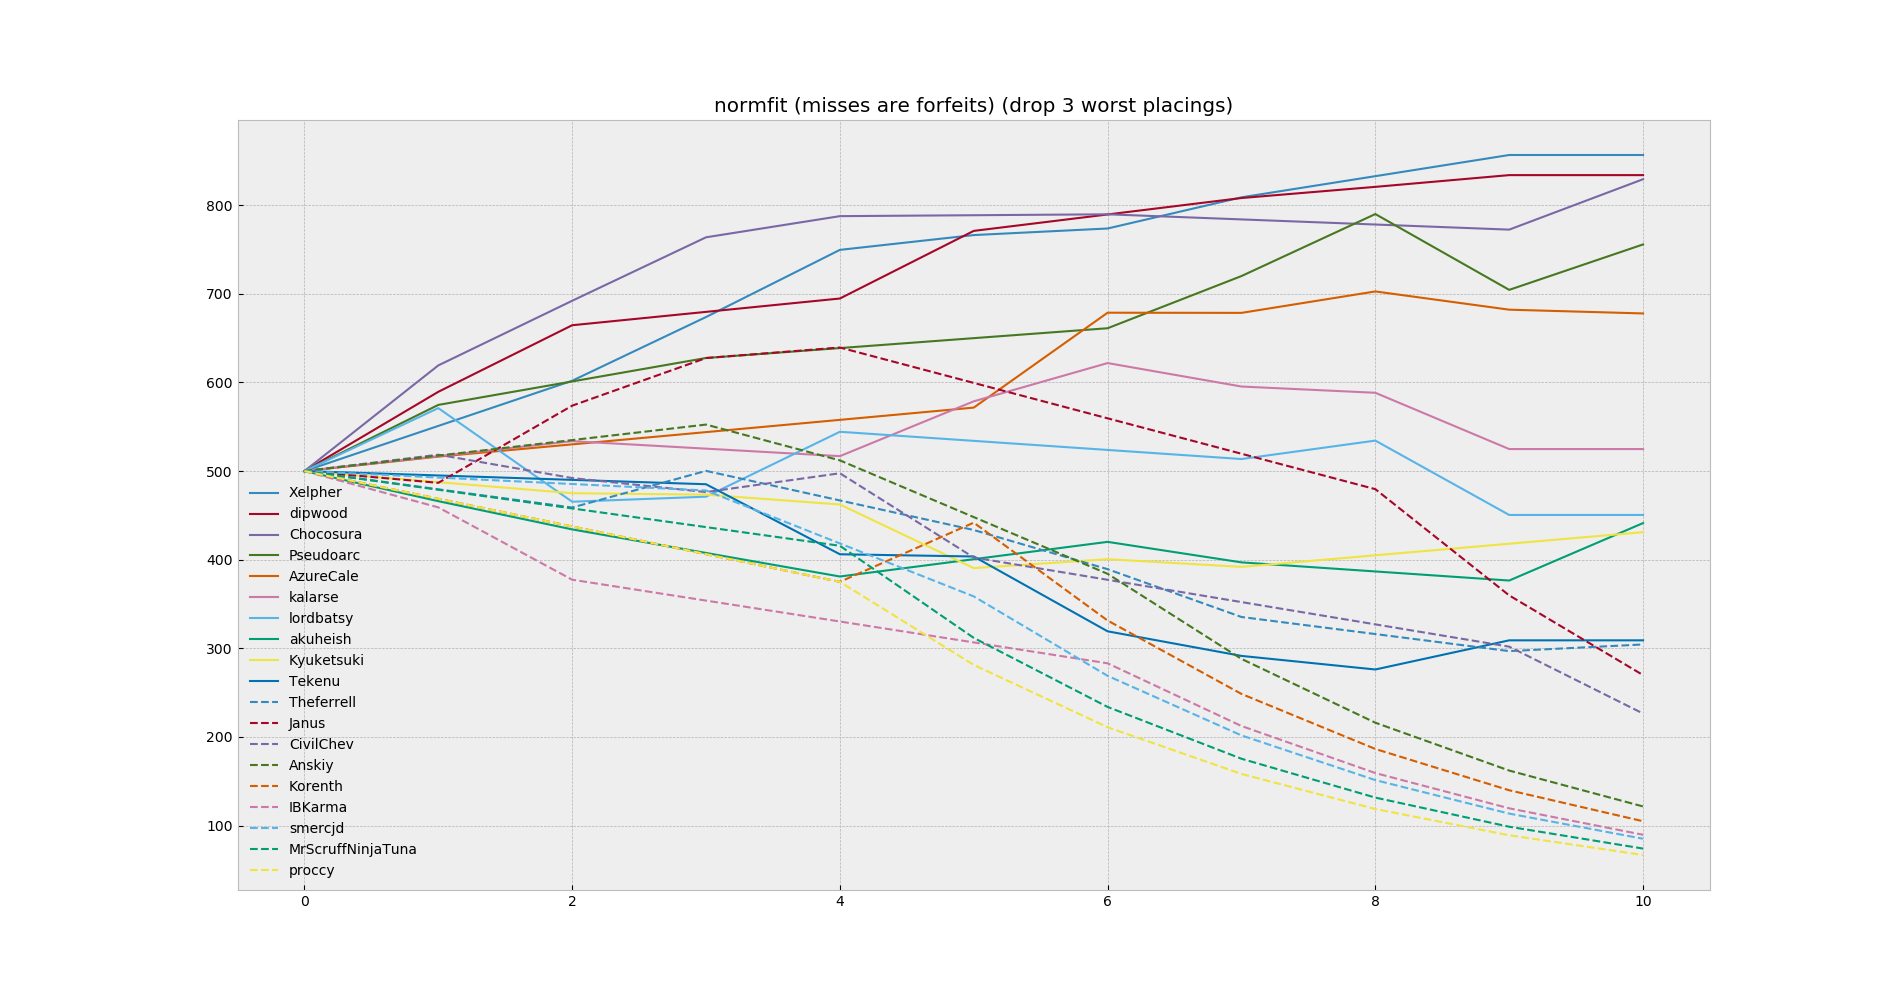 normfit (misses are forfeits) (drop 3 worst placings)
800
700
600
500
400
300
200
100
Xelpher
dipwood
Chocosura
Pseudoarc
AzureCale
kalarse
lordbatsy
akuheish
Kyuketsuki
Tekenu
Theferrell
Janus
CivilChev
Anskiy
Korenth
IBKarma
smercjd
MrScruffNinjaTuna
proccy
0 2 4 6 8 10